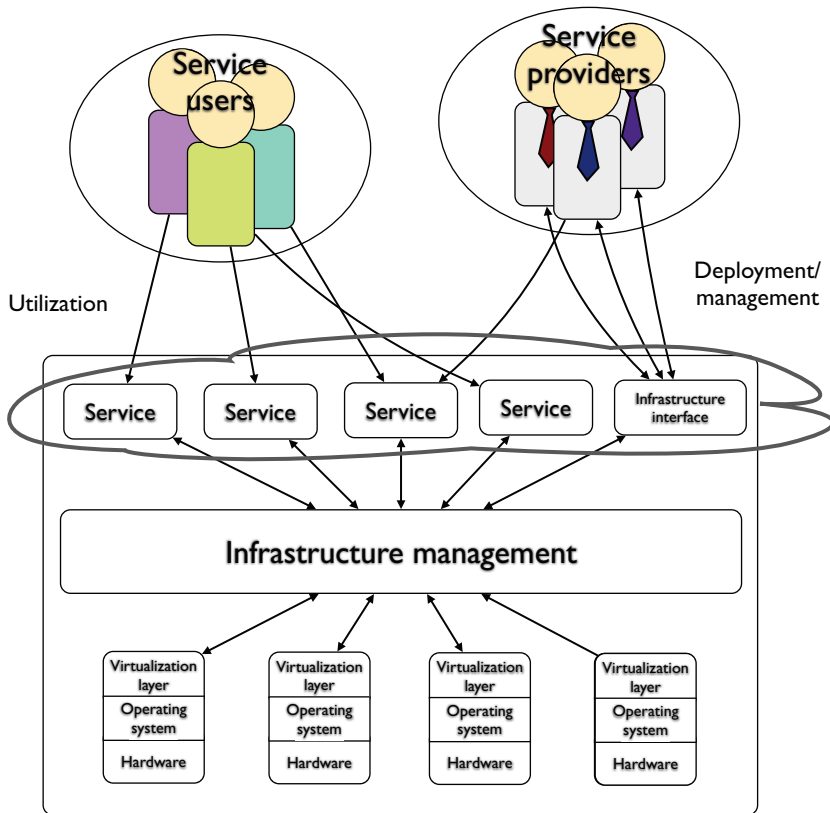 Service
users
Service
providers
Utilization
Deployment/
management
Service
Service
Service
Service
Infrastructure
interface
Infrastructure management
Virtualization
layer
Operating
system
Hardware
Virtualization
layer
Operating
system
Hardware
Virtualization
layer
Operating
system
Hardware
Virtualization
layer
Operating
system
Hardware